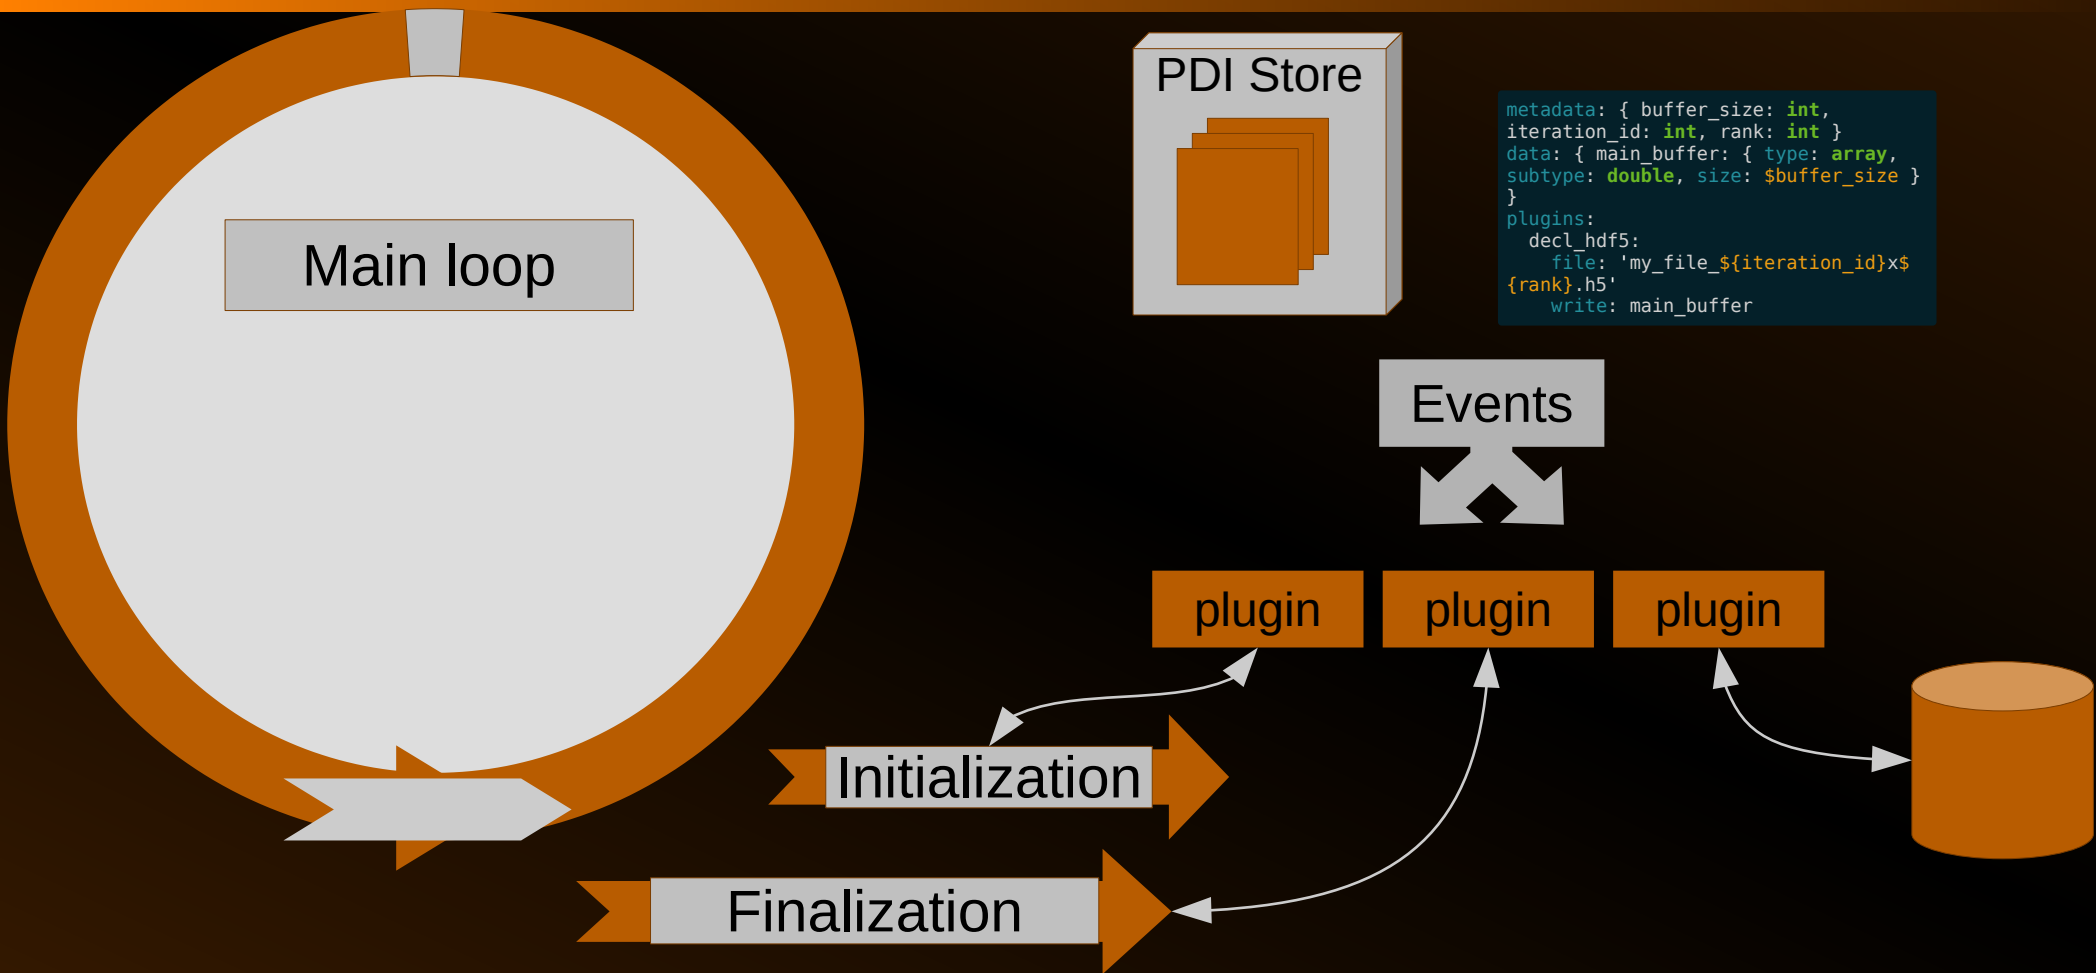 PDI Store
metadata: { buffer_size: int,
iteration_id: int, rank: int }
data: { main_buffer: { type: array,
subtype: double, size: $buffer_size }
}
plugins:
  decl_hdf5:
    file: 'my_file_${iteration_id}x$
{rank}.h5'
    write: main_buffer
Main loop
Events
plugin
plugin
plugin
Initialization
Finalization